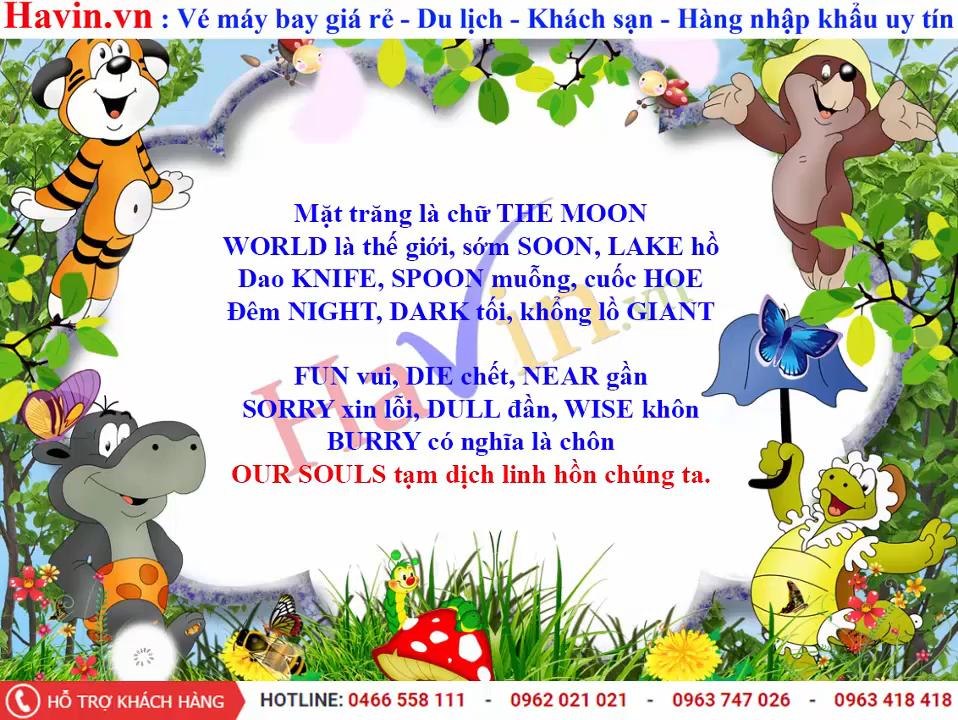 Havin.vn : Vé máy bay giá rẻ - Du lịch - Khách sạn - Hàng nhập khẩu uy tín
Mặt trăng là chữ THE MOON
WORLD là thế giới, sớm SOON, LAKE hồ
Dao KNIFE, SPOON muỗng, cuốc HOE
Đêm NIGHT, DARK tối, khổng lồ GIANT
FUN vui, DIE chết, NEAR gần
SORRY xin lỗi, DULL đần, WISE khôn
BURRY có nghĩa là chôn
OUR SOULS tạm dịch linh hồn chúng ta.
Havin.vn
HỖ TRỢ KHÁCH HÀNG HOTLINE: 0466 558 111 - 0962 021 021 - 0963 747 026 - 0963 418 418